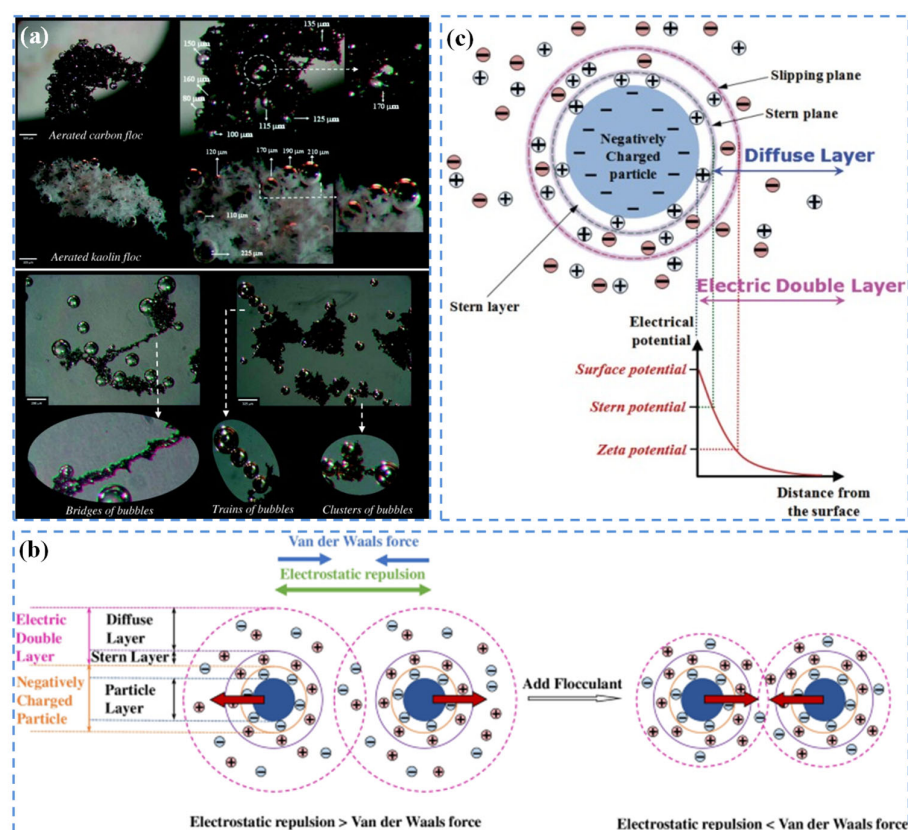 (a)
135 μm
150 μm
160 μm
80 μm
170 μm
115 μm
125 μm
100 μm
Aerated carbon floc
120 μm
170 μm
190 μm
210 μm
110 μm
225 μm
Aerated kaolin floc
Bridges of bubbles
Trains of bubbles
Clusters of bubbles
(c)
Slipping plane
Stern plane
Negatively
Charged
particle
Diffuse Layer
Stern layer
Electric Double Layer
Electrical
potential
Surface potential
Stern potential
Zeta potential
Distance from
the surface
(b)
Van der Waals force
Electrostatic repulsion
Electric
Double
Layer
Diffuse
Layer
Stern Layer
Negatively
Charged
Particle
Particle
Layer
Add Flocculant
Electrostatic repulsion > Van der Waals force
Electrostatic repulsion < Van der Waals force